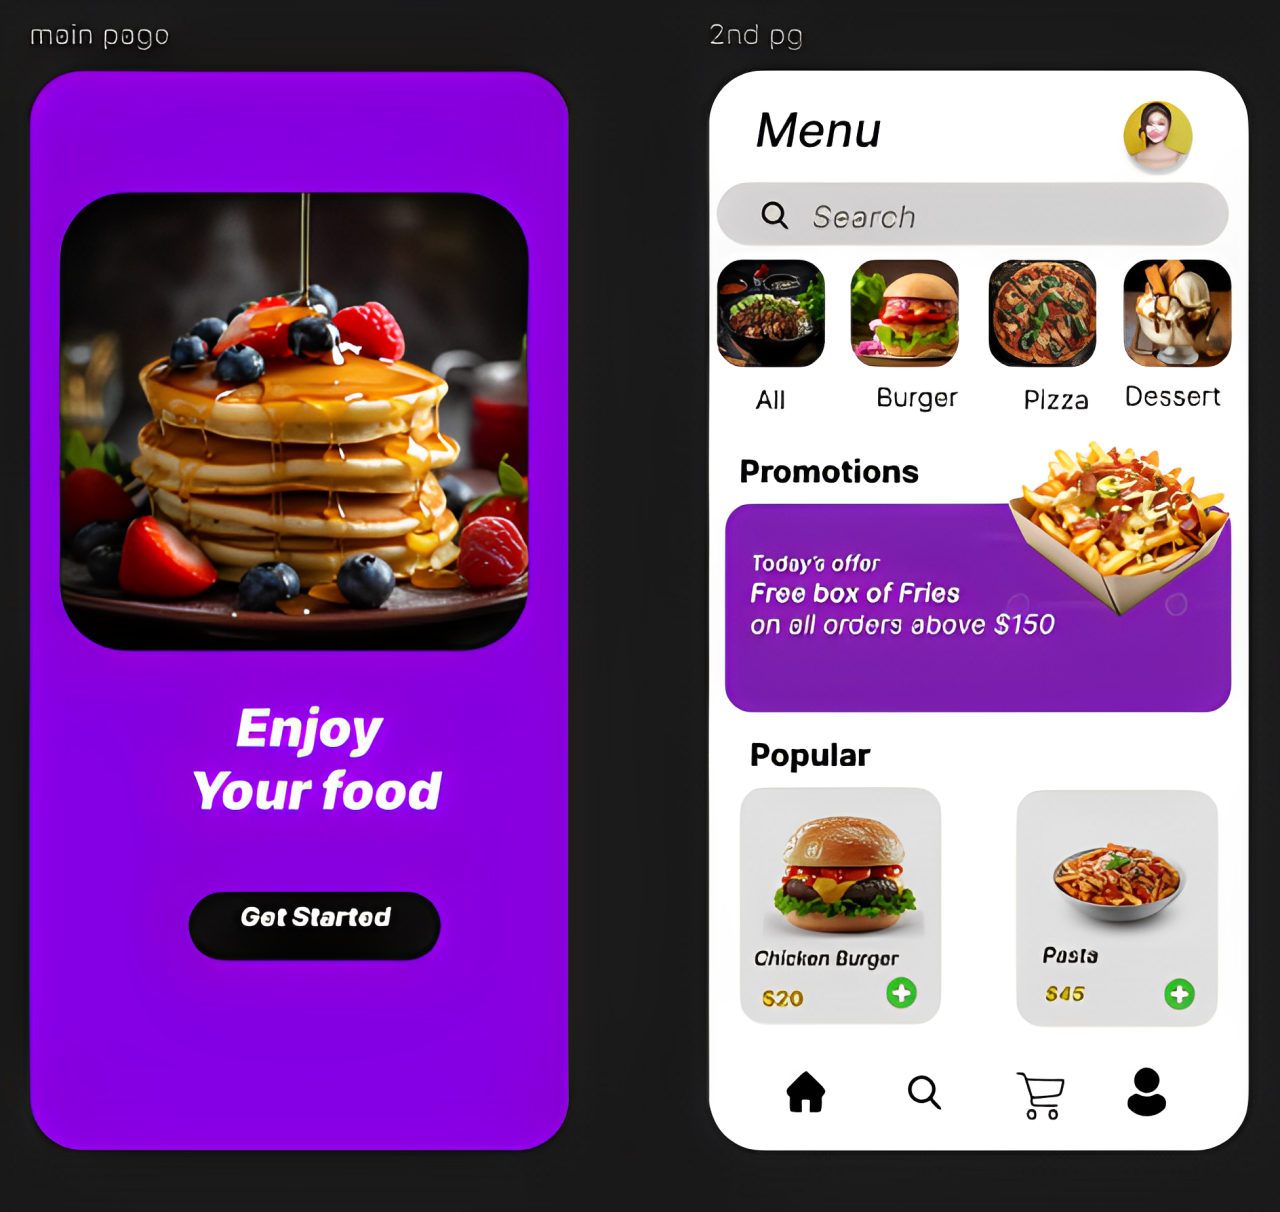 main page
2nd pg
Enjoy
Your food
Get Started
Menu
Search
All
Burger
Pizza
Dessert
Promotions
Today's offer
Free box of Fries
on all orders above $150
Popular
Chicken Burger
$20
Pasta
$45